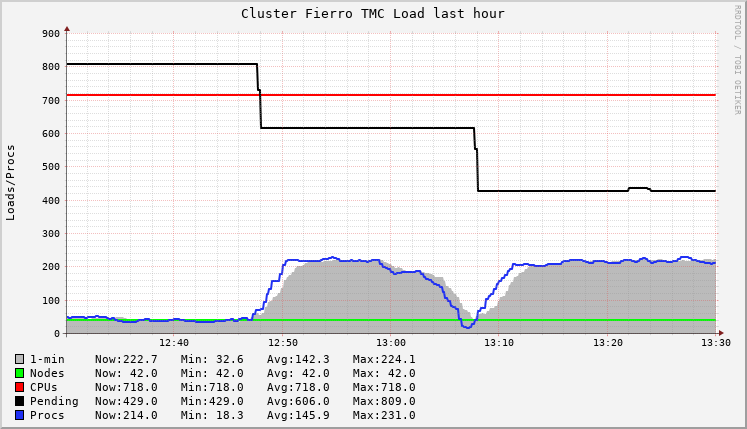 Cluster Fierro TMC Load last hour
RRDTOOL / TOBI OETIKER
Loads/Procs
900
800
700
600
500
400
300
200
100
0
12:40 12:50 13:00 13:10 13:20 13:30
1-min Now:222.7 Min: 32.6 Avg:142.3 Max:224.1
Nodes Now: 42.0 Min: 42.0 Avg: 42.0 Max: 42.0
CPUs Now:718.0 Min:718.0 Avg:718.0 Max:718.0
Pending Now:429.0 Min:429.0 Avg:606.0 Max:809.0
Procs Now:214.0 Min: 18.3 Avg:145.9 Max:231.0